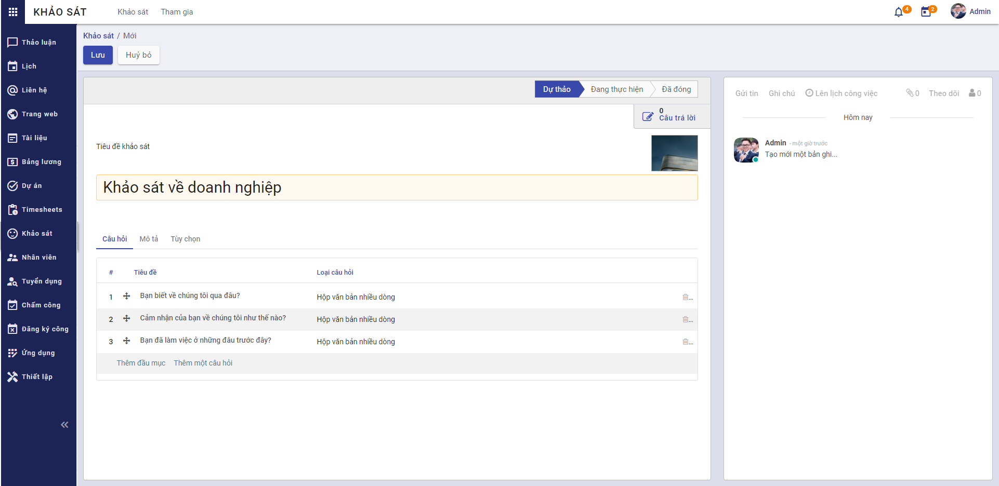 KHẢO SÁT
Khảo sát
Tham gia
4
2
Admin
Thảo luận
Lịch
Liên hệ
Trang web
Tài liệu
Bảng lương
Dự án
Timesheets
Khảo sát
Nhân viên
Tuyển dụng
Chấm công
Đăng ký công
Ứng dụng
Thiết lập
Khảo sát / Mới
Lưu
Huỷ bỏ
Dự thảo
Đang thực hiện
Đã đóng
0
Câu trả lời
Tiêu đề khảo sát
Khảo sát về doanh nghiệp
Câu hỏi
Mô tả
Tùy chọn
# Tiêu đề Loại câu hỏi
1 Bạn biết về chúng tôi qua đâu? Hộp văn bản nhiều dòng ...
2 Cảm nhận của bạn về chúng tôi như thế nào? Hộp văn bản nhiều dòng ...
3 Bạn đã làm việc ở những đâu trước đây? Hộp văn bản nhiều dòng ...
Thêm đầu mục Thêm một câu hỏi
Gửi tin
Ghi chú
Lên lịch công việc
0
Theo dõi
0
Hôm nay
Admin - một giờ trước
Tạo mới một bản ghi...